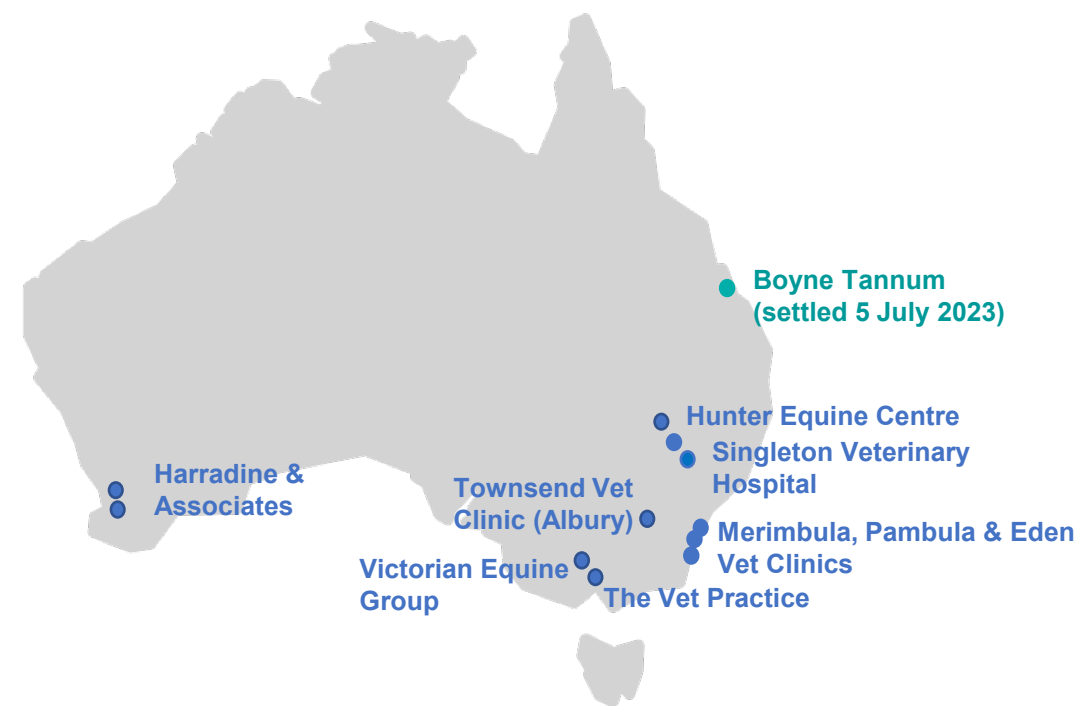 Boyne Tannum
(settled 5 July 2023)
Hunter Equine Centre
Singleton Veterinary
Hospital
Harradine &
Associates
Townsend Vet
Clinic (Albury)
Merimbula, Pambula & Eden
Vet Clinics
Victorian Equine
Group
The Vet Practice